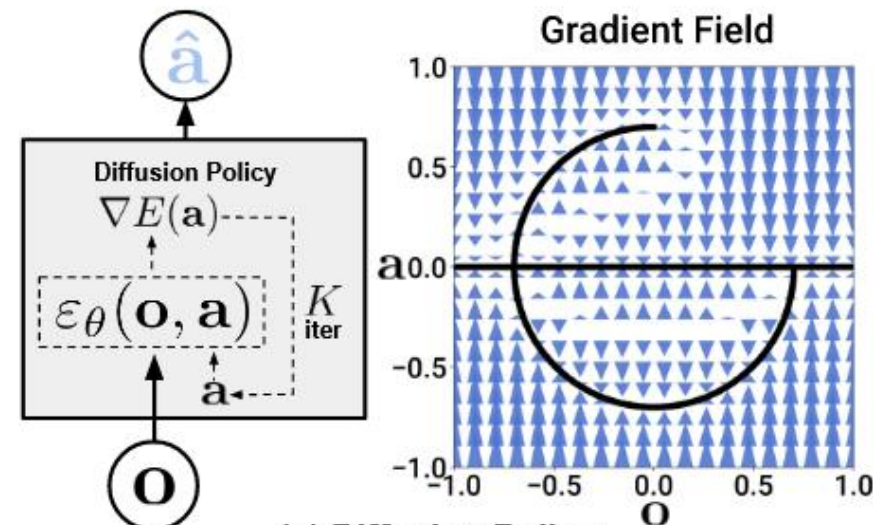 â
Diffusion Policy
∇E(a)
ε_θ(o, a)
K
iter
a
o
Gradient Field
1.0
0.5
a 0.0
−0.5
−1.0
−1.0 −0.5 0.0 0.5 1.0
o